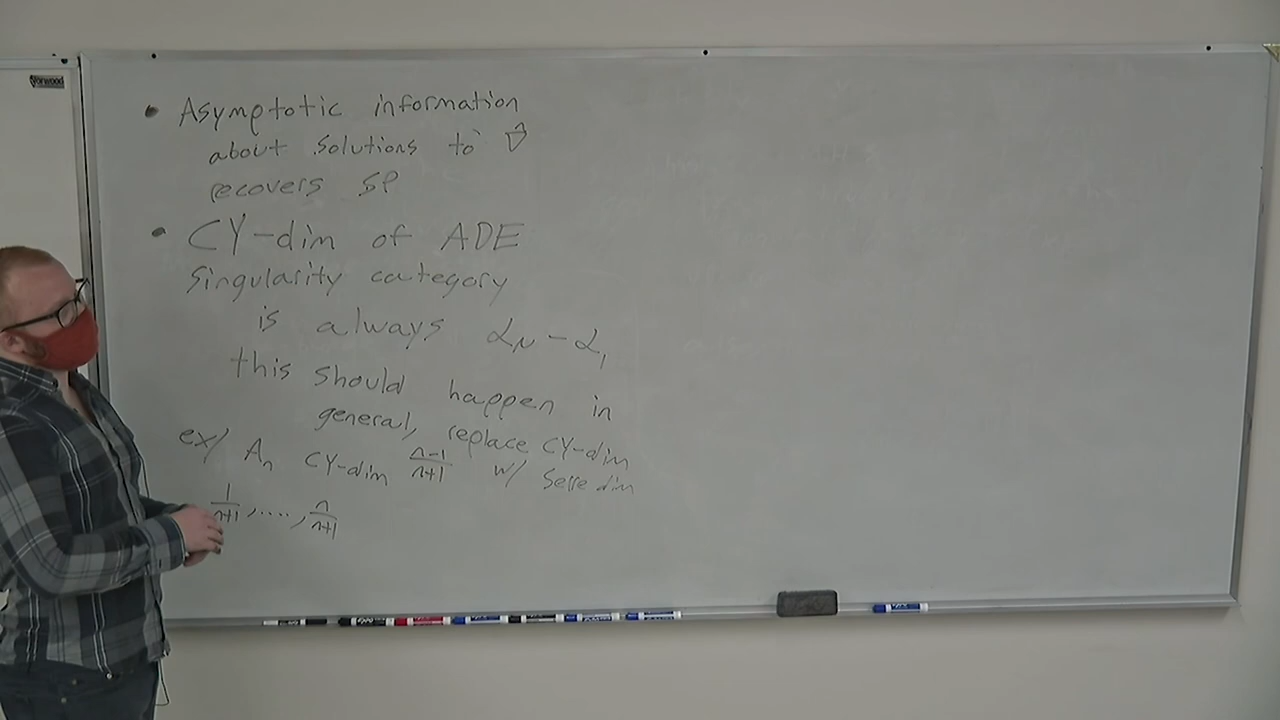 Norwood
• Asymptotic information
about solutions to ∇̂
recovers SP
• CY-dim of ADE
singularity category
is always α_N - α_1
this should happen in
general, replace CY-dim
w/ Serre dim
ex/ A_n CY-dim (n-1)/(n+1)
1/(n+1), ...., n/(n+1)